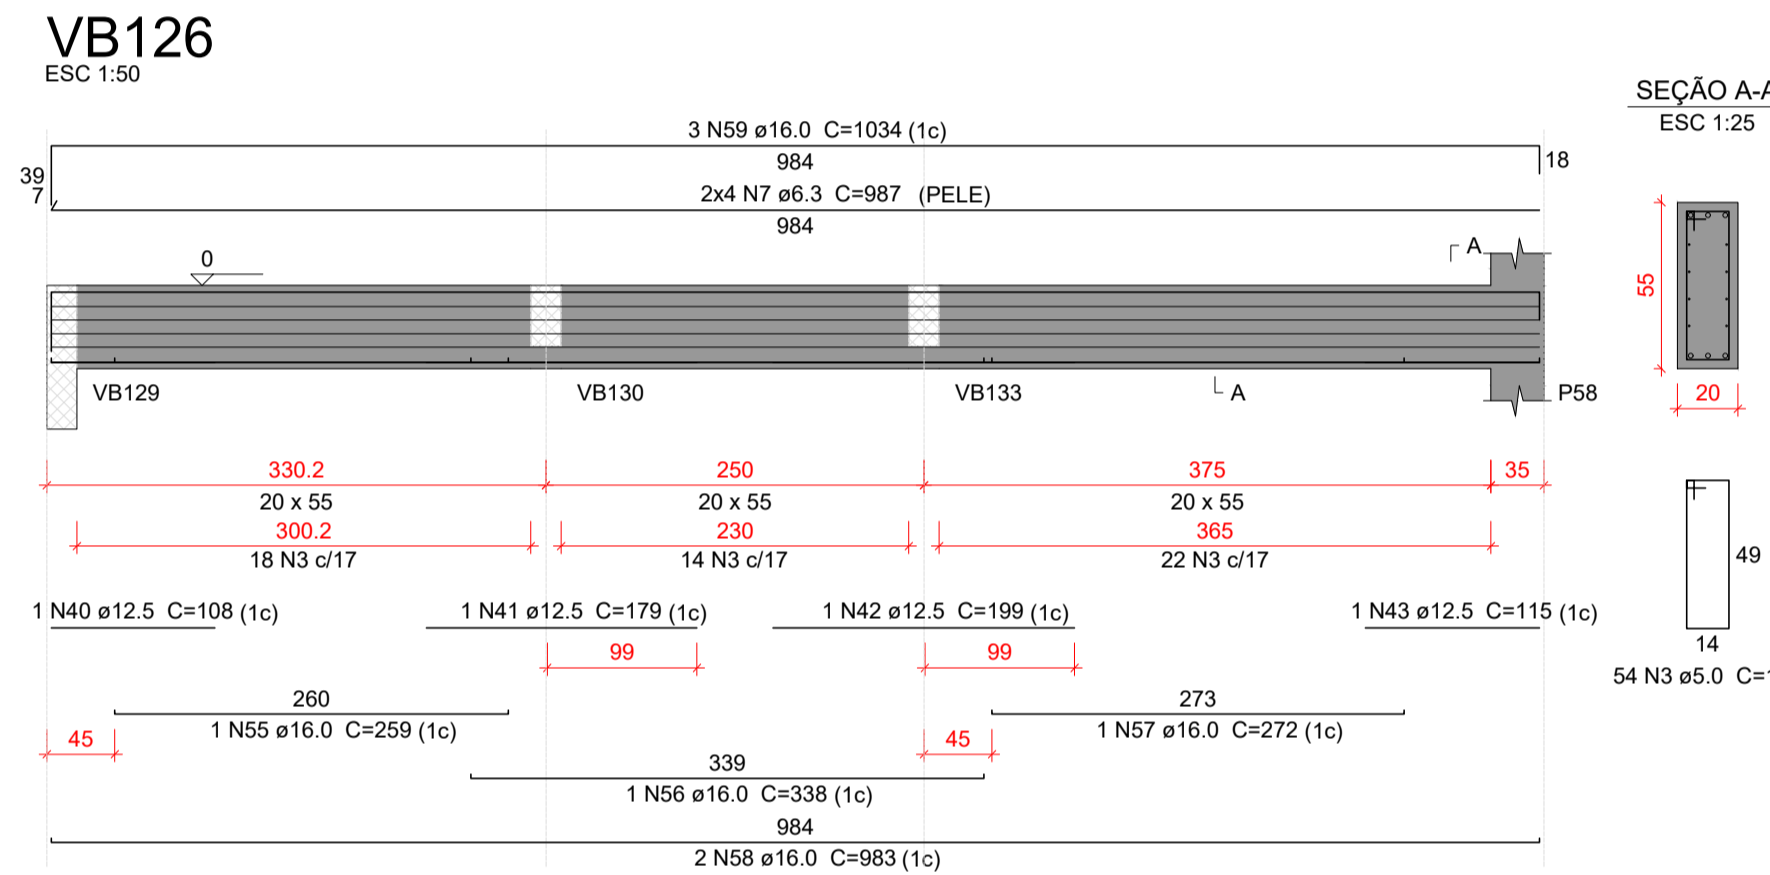 VB126
ESC 1:50
SEÇÃO A-A
ESC 1:25
3 N59 ø16.0 C=1034 (1c)
984
39
18
7
2x4 N7 ø6.3 C=987 (PELE)
984
0
A
55
VB129
VB130
VB133
A
P58
20
330.2
250
375
35
20 x 55
20 x 55
20 x 55
300.2
230
365
18 N3 c/17
14 N3 c/17
22 N3 c/17
49
1 N40 ø12.5 C=108 (1c)
1 N41 ø12.5 C=179 (1c)
1 N42 ø12.5 C=199 (1c)
1 N43 ø12.5 C=115 (1c)
14
99
99
54 N3 ø5.0 C=1
260
273
1 N55 ø16.0 C=259 (1c)
1 N57 ø16.0 C=272 (1c)
45
45
339
1 N56 ø16.0 C=338 (1c)
984
2 N58 ø16.0 C=983 (1c)